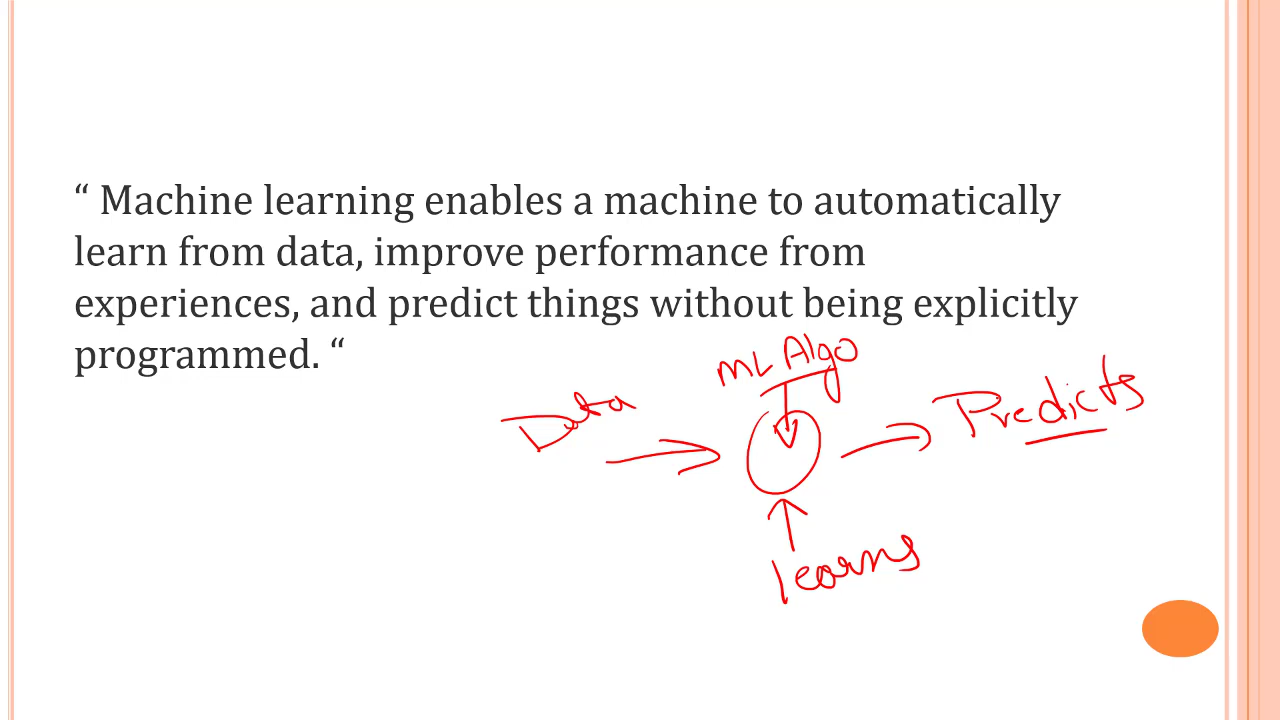 “ Machine learning enables a machine to automatically
learn from data, improve performance from
experiences, and predict things without being explicitly
programmed. “
ML Algo
Data
Predicts
learns